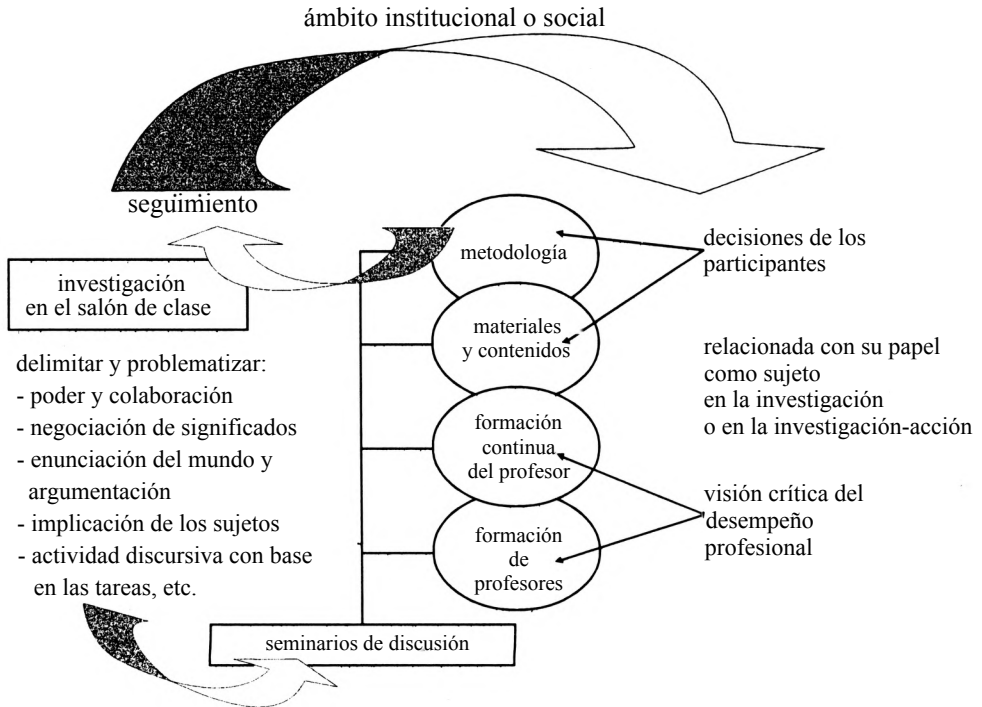 ámbito institucional o social
seguimiento
investigación
en el salón de clase
delimitar y problematizar:
- poder y colaboración
- negociación de significados
- enunciación del mundo y
argumentación
- implicación de los sujetos
- actividad discursiva con base
en las tareas, etc.
metodología
materiales
y contenidos
formación
continua
del profesor
formación
de
profesores
seminarios de discusión
decisiones de los
participantes
relacionada con su papel
como sujeto
en la investigación
o en la investigación-acción
visión crítica del
desempeño
profesional